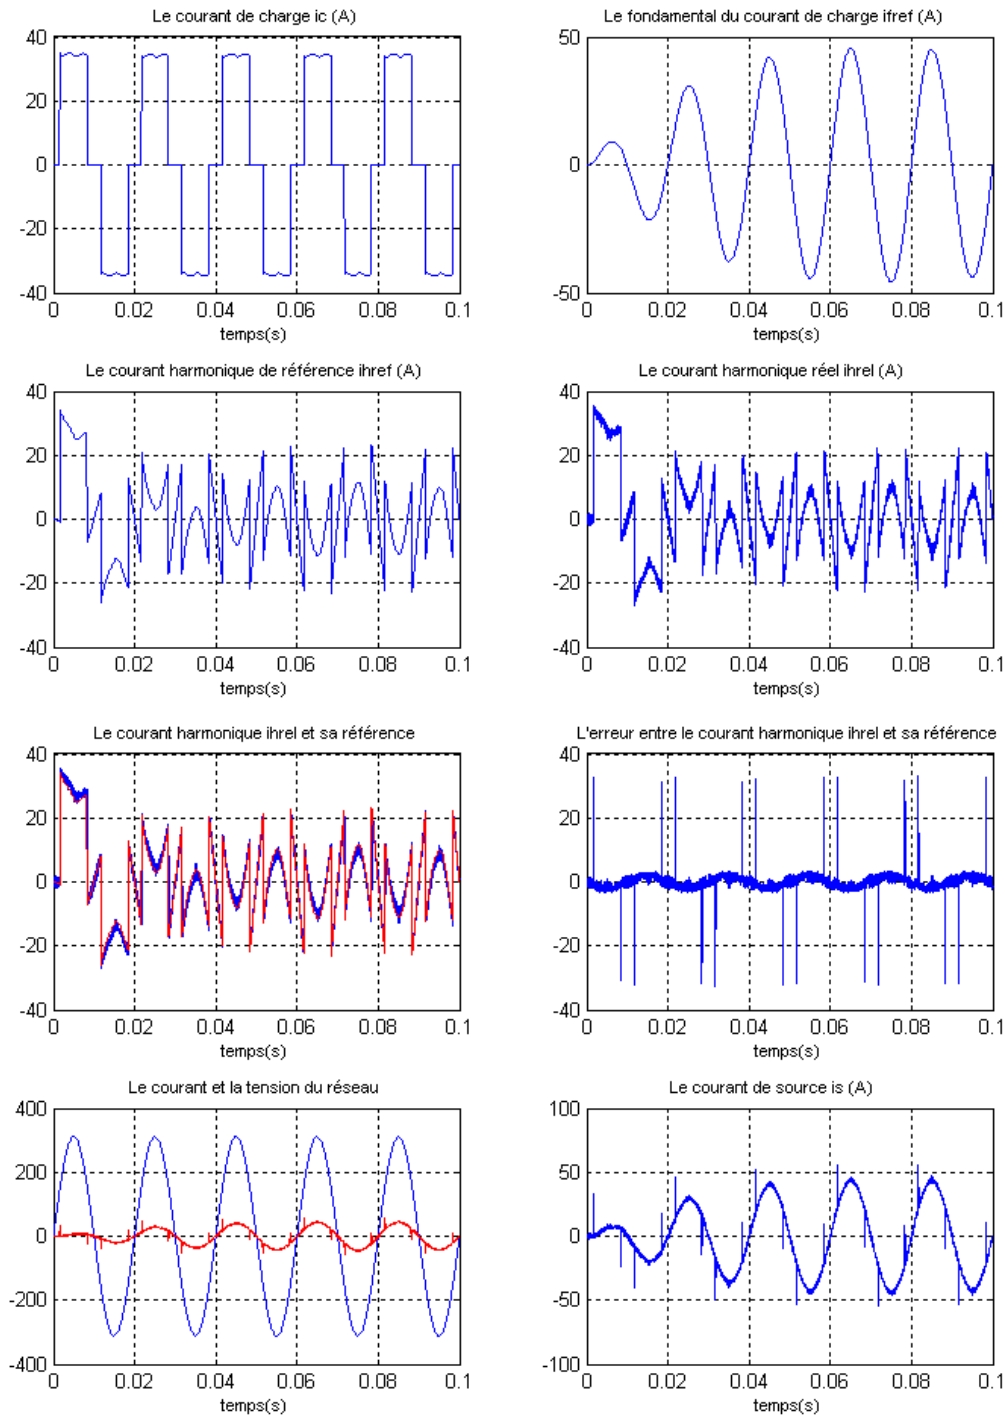 Le courant de charge ic (A)
40
20
0
-20
-40
0 0.02 0.04 0.06 0.08 0.1
temps(s)
Le fondamental du courant de charge ifref (A)
50
0
-50
0 0.02 0.04 0.06 0.08 0.1
temps(s)
Le courant harmonique de référence ihref (A)
40
20
0
-20
-40
0 0.02 0.04 0.06 0.08 0.1
temps(s)
Le courant harmonique réel ihrel (A)
40
20
0
-20
-40
0 0.02 0.04 0.06 0.08 0.1
temps(s)
Le courant harmonique ihrel et sa référence
40
20
0
-20
-40
0 0.02 0.04 0.06 0.08 0.1
temps(s)
L'erreur entre le courant harmonique ihrel et sa référence
40
20
0
-20
-40
0 0.02 0.04 0.06 0.08 0.1
temps(s)
Le courant et la tension du réseau
400
200
0
-200
-400
0 0.02 0.04 0.06 0.08 0.1
temps(s)
Le courant de source is (A)
100
50
0
-50
-100
0 0.02 0.04 0.06 0.08 0.1
temps(s)